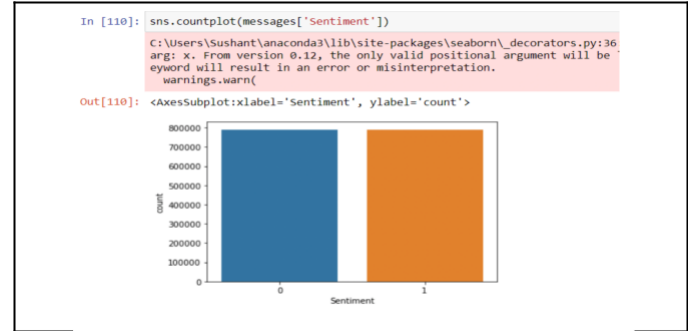 In [110]: sns.countplot(messages['Sentiment'])
C:\Users\Sushant\anaconda3\lib\site-packages\seaborn\_decorators.py:36
arg: x. From version 0.12, the only valid positional argument will be `
eyword will result in an error or misinterpretation.
warnings.warn(
Out[110]: <AxesSubplot:xlabel='Sentiment', ylabel='count'>
800000
700000
600000
500000
400000
300000
200000
100000
0
count
0 1
Sentiment